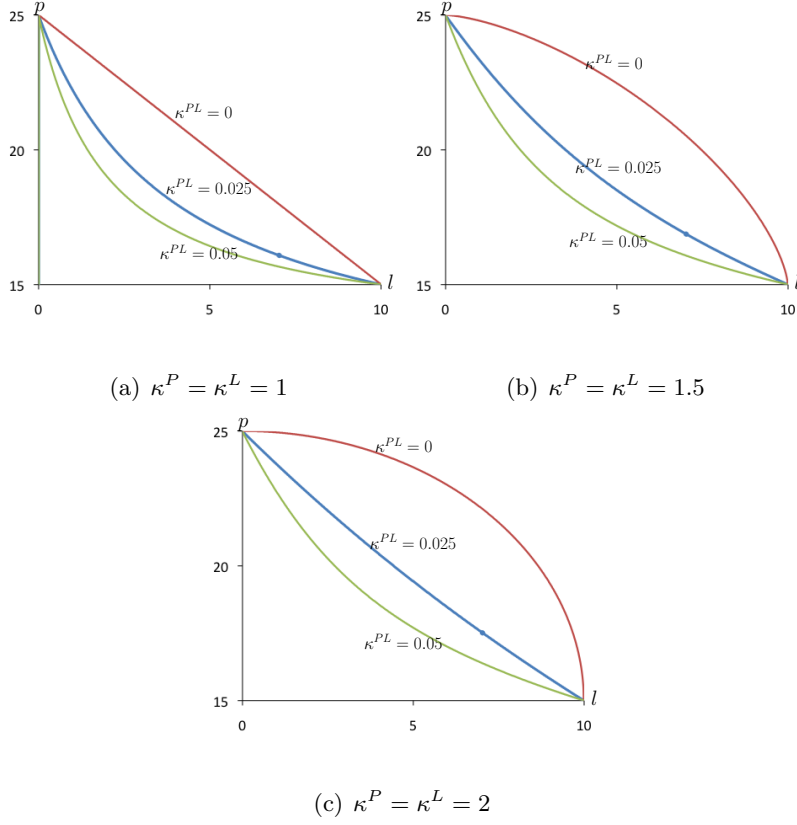 p
25
κ^{PL} = 0
20
κ^{PL} = 0.025
κ^{PL} = 0.05
15
l
0
5
10
(a) κ^P = κ^L = 1
25
p
κ^{PL} = 0
20
κ^{PL} = 0.025
κ^{PL} = 0.05
15
l
0
5
10
(b) κ^P = κ^L = 1.5
p
25
κ^{PL} = 0
20
κ^{PL} = 0.025
κ^{PL} = 0.05
15
l
0
5
10
(c) κ^P = κ^L = 2